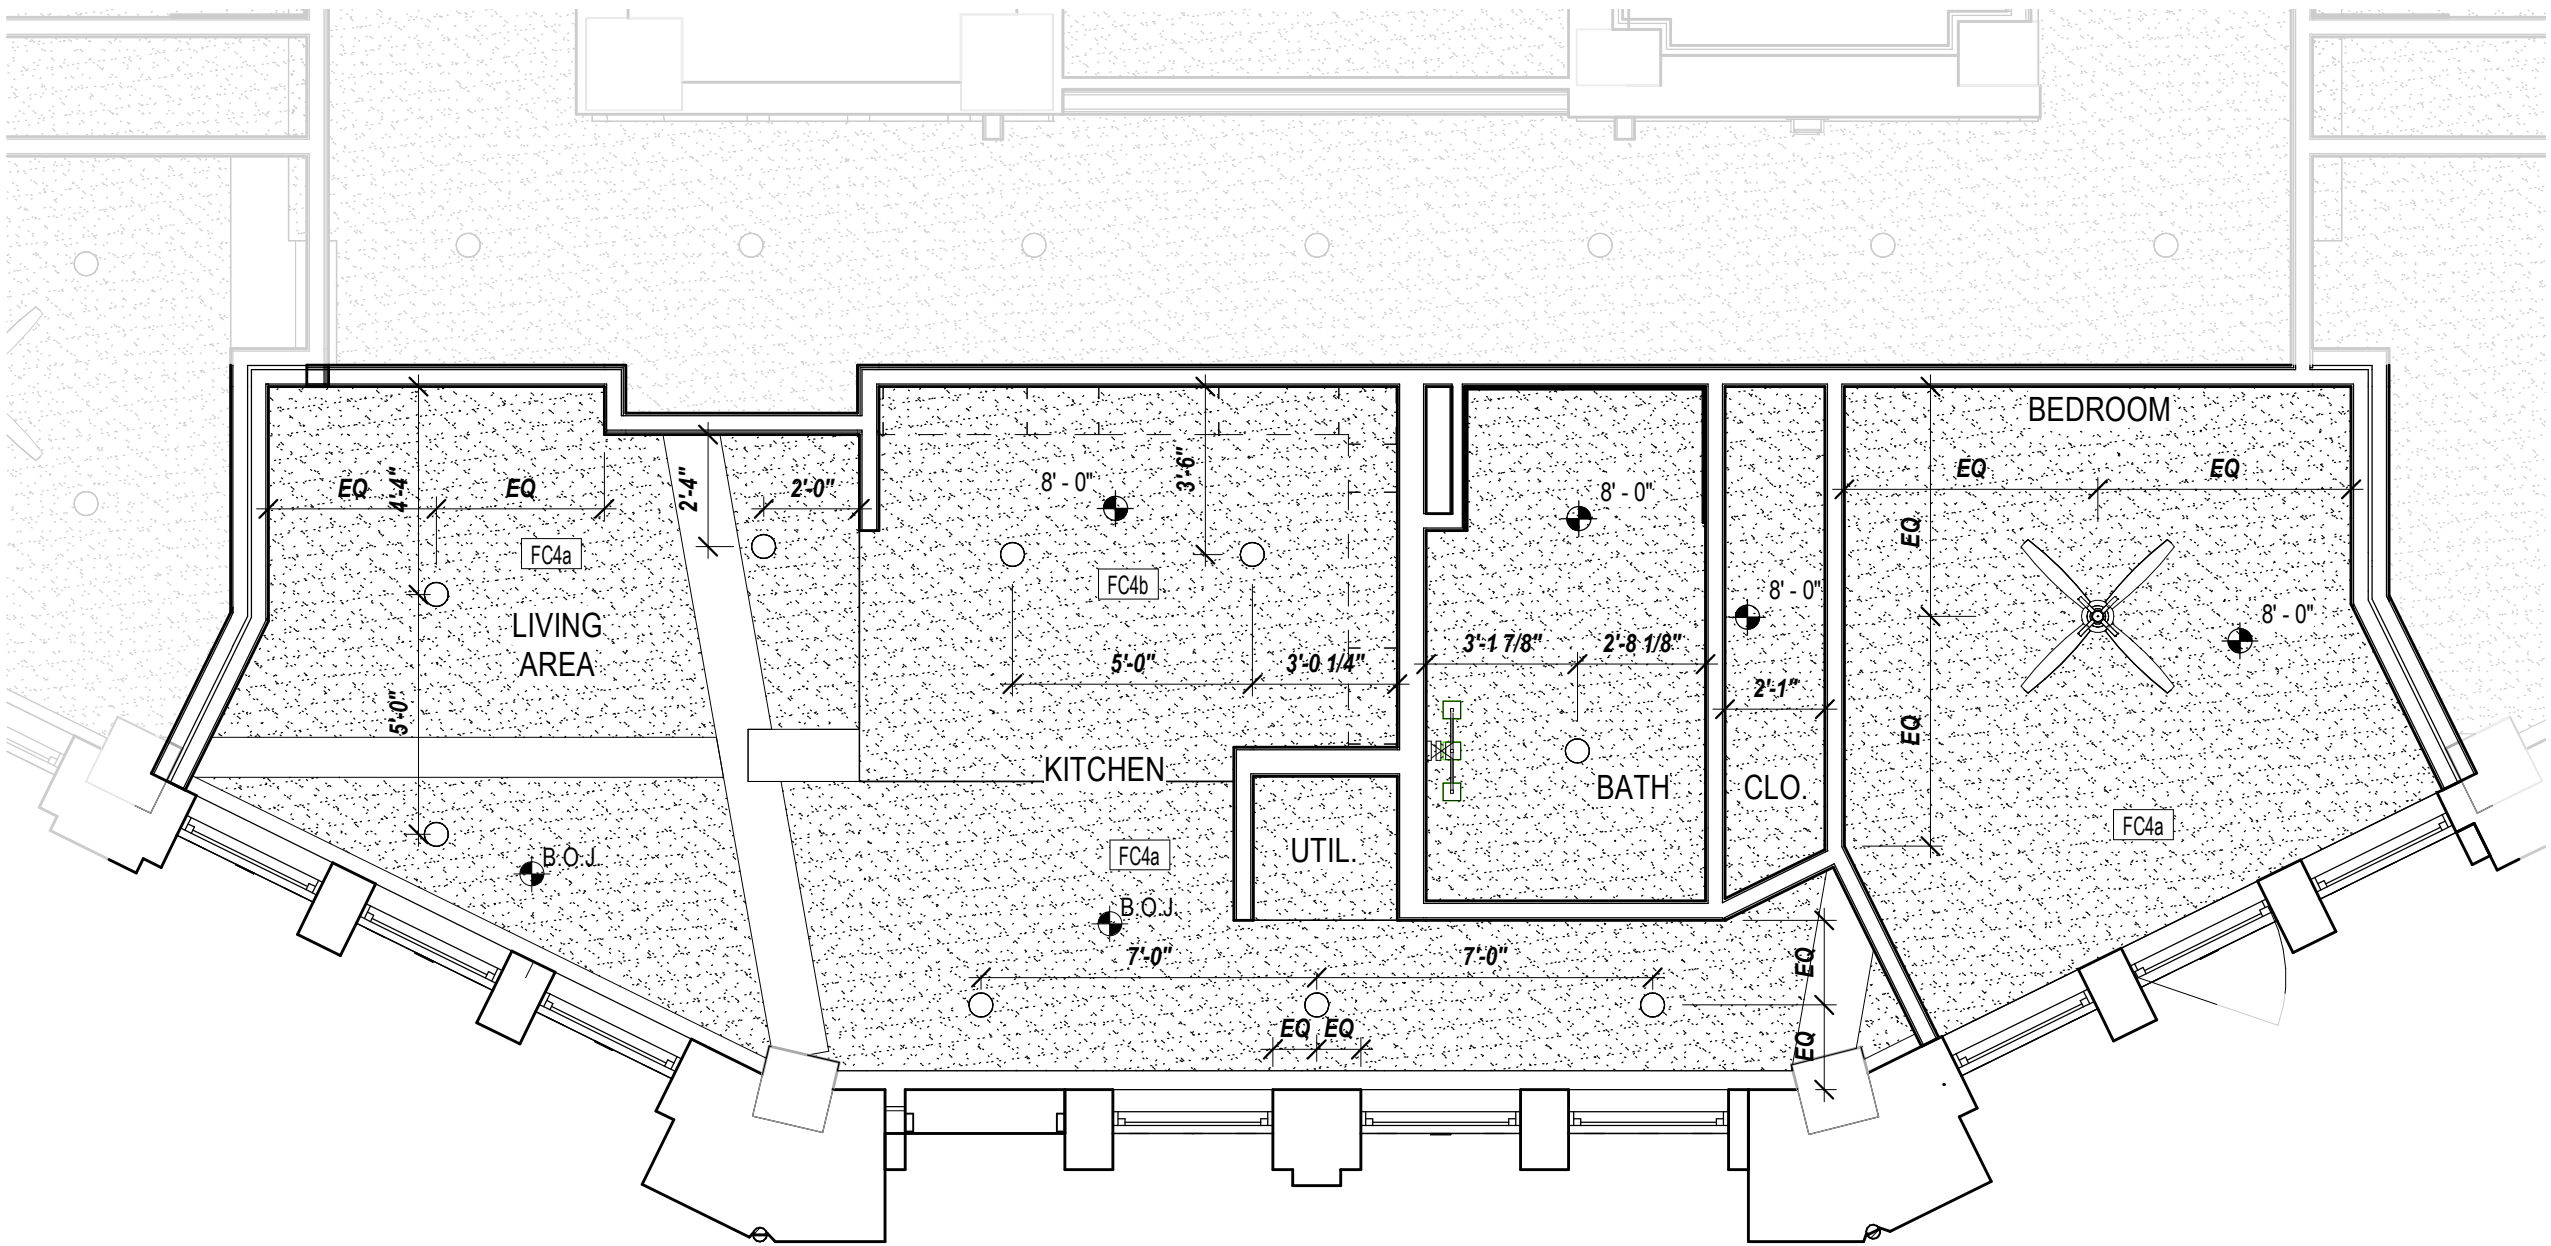 BEDROOM
EQ
EQ
EQ
EQ
4'-4"
2'-4"
2'-0"
8' - 0"
3'-6"
8' - 0"
EQ
EQ
FC4a
FC4b
8' - 0"
8' - 0"
LIVING
AREA
5'-0"
3'-0 1/4"
3'-1 7/8"
2'-8 1/8"
2'-1"
5'-0"
KITCHEN
BATH
CLO.
FC4a
B.O.J.
FC4a
UTIL.
B.O.J.
7'-0"
7'-0"
EQ
EQ
EQ
EQ